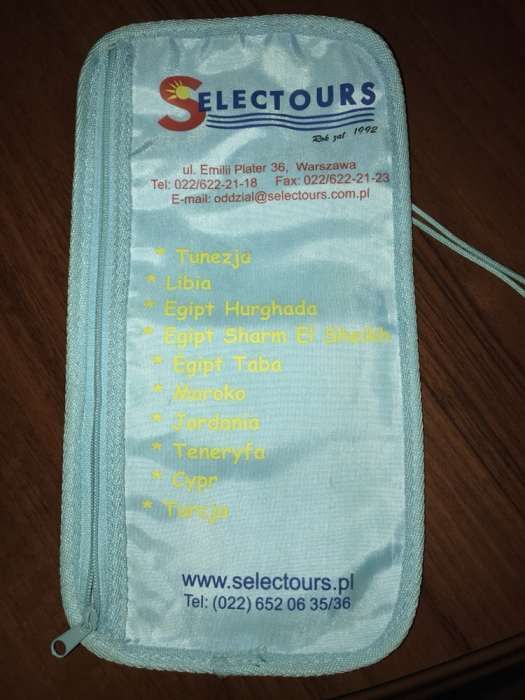 SELECTOURS
Rok zał. 1992
ul. Emilii Plater 36, Warszawa
Tel: 022/622-21-18 Fax: 022/622-21-23
E-mail: oddzial@selectours.com.pl
* Tunezja
* Libia
* Egipt Hurghada
* Egipt Sharm El Sheikh
* Egipt Taba
* Maroko
* Jordania
* Teneryfa
* Cypr
* Turcja
www.selectours.pl
Tel: (022) 652 06 35/36